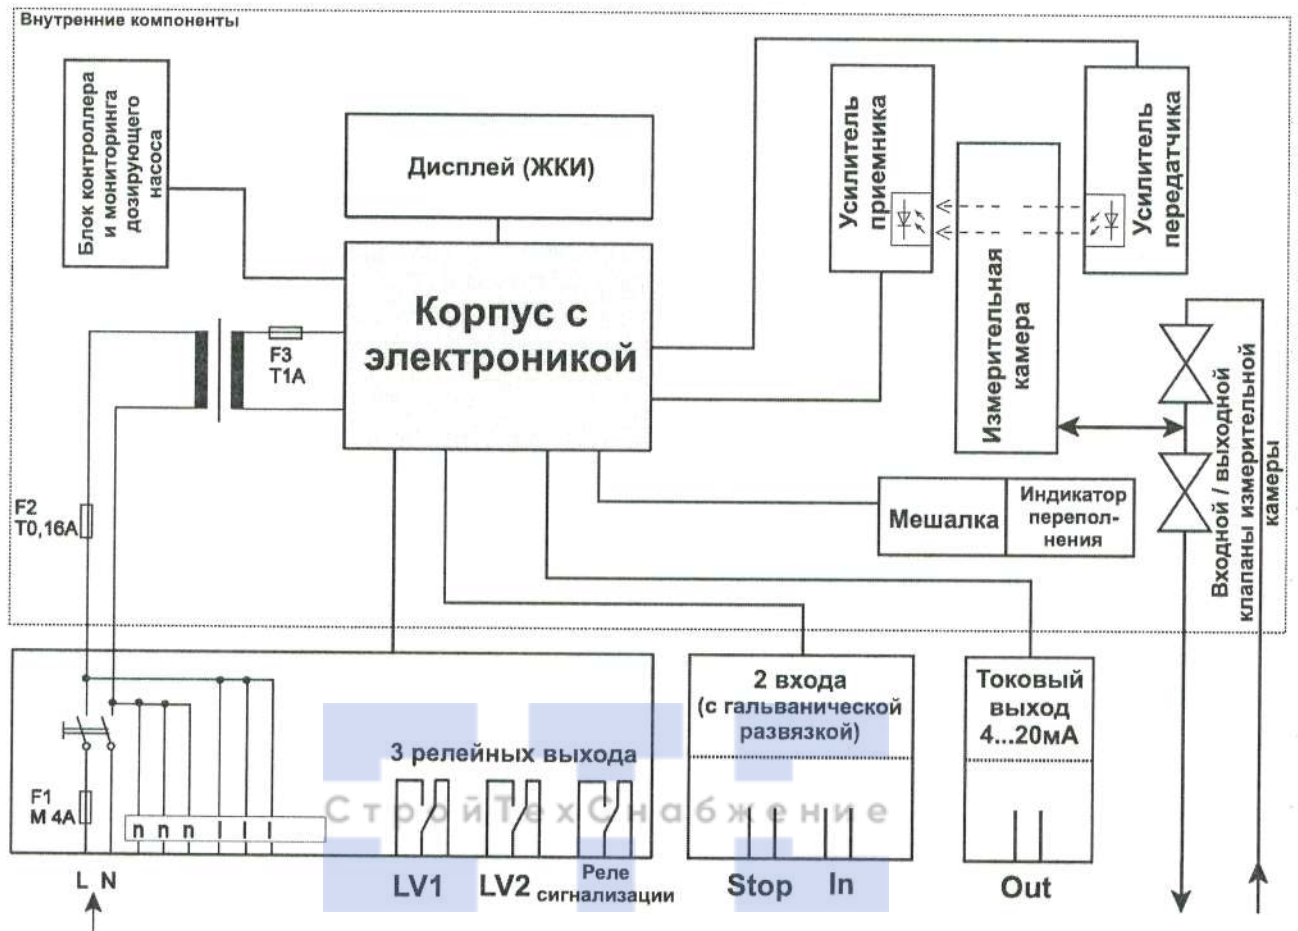 Внутренние компоненты
Блок контроллера
и мониторинга
дозирующего
насоса
Дисплей (ЖКИ)
Усилитель
приемника
Усилитель
передатчика
Измерительная
камера
Корпус с
электроникой
F3
T1A
F2
T0,16A
Мешалка
Индикатор
перепол-
нения
Входной / выходной
клапаны измерительной
камеры
2 входа
(с гальванической
развязкой)
Токовый
выход
4...20мА
3 релейных выхода
F1
M 4A
n n n l l l
СтройТехСнабжение
L N
LV1
LV2
Реле
сигнализации
Stop
In
Out